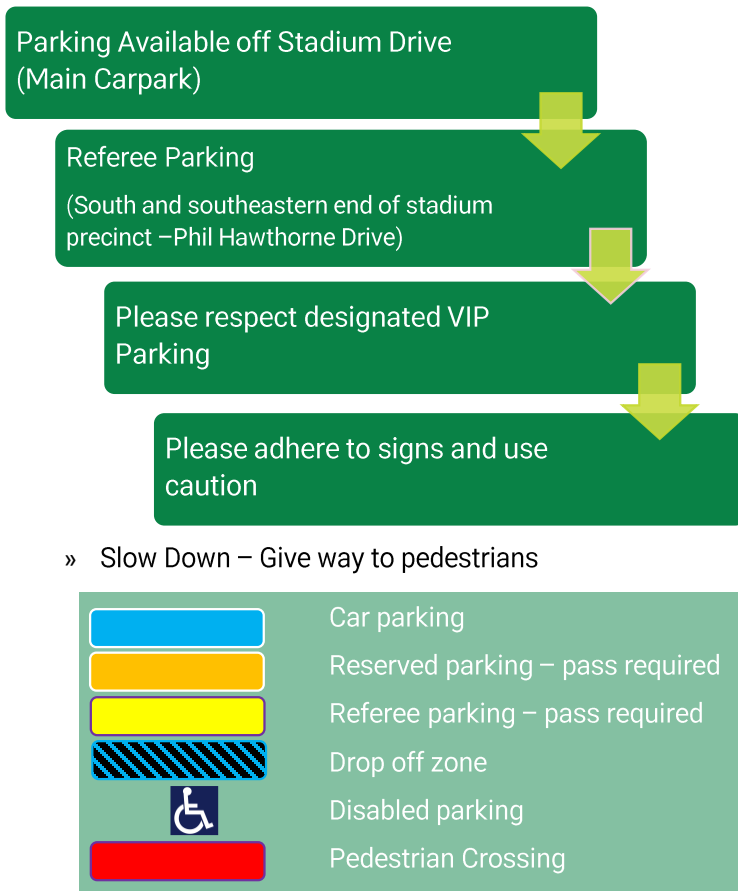 Parking Available off Stadium Drive
(Main Carpark)
Referee Parking
(South and southeastern end of stadium
precinct –Phil Hawthorne Drive)
Please respect designated VIP
Parking
Please adhere to signs and use
caution
» Slow Down – Give way to pedestrians
Car parking
Reserved parking – pass required
Referee parking – pass required
Drop off zone
Disabled parking
Pedestrian Crossing